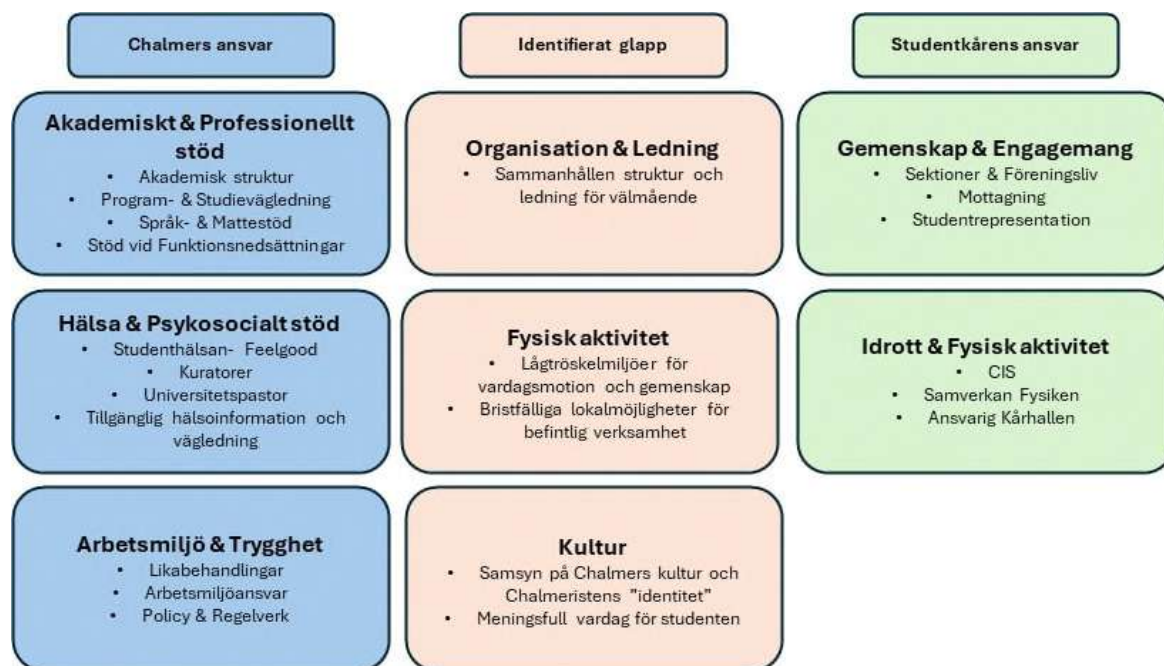 Chalmers ansvar
Identifierat glapp
Studentkårens ansvar
Akademiskt & Professionellt
stöd
• Akademisk struktur
• Program- & Studievägledning
• Språk- & Mattestöd
• Stöd vid Funktionsnedsättningar
Organisation & Ledning
• Sammanhållen struktur och
ledning för välmående
Gemenskap & Engagemang
• Sektioner & Föreningsliv
• Mottagning
• Studentrepresentation
Hälsa & Psykosocialt stöd
• Studenthälsan- Feelgood
• Kuratorer
• Universitetspastor
• Tillgänglig hälsoinformation och
vägledning
Fysisk aktivitet
• Lågtröskelmiljöer för
vardagsmotion och gemenskap
• Bristfälliga lokalmöjligheter för
befintlig verksamhet
Idrott & Fysisk aktivitet
• CIS
• Samverkan Fysiken
• Ansvarig Kårhallen
Arbetsmiljö & Trygghet
• Likabehandlingar
• Arbetsmiljöansvar
• Policy & Regelverk
Kultur
• Samsyn på Chalmers kultur och
Chalmeristens "identitet"
• Meningsfull vardag för studenten